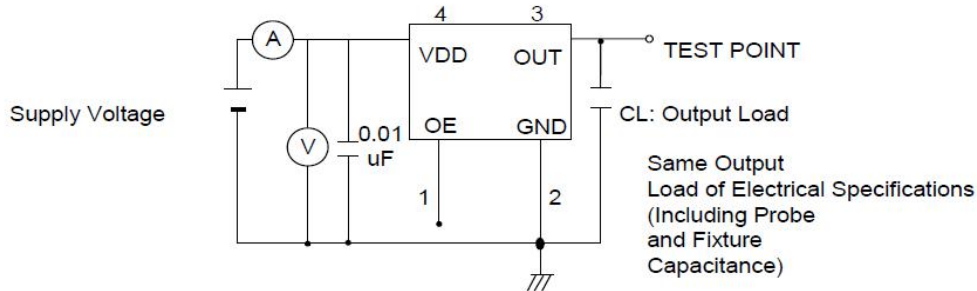 4
3
A
VDD
OUT
TEST POINT
Supply Voltage
CL: Output Load
V
0.01
uF
OE
GND
1
2
Same Output
Load of Electrical Specifications
(Including Probe
and Fixture
Capacitance)